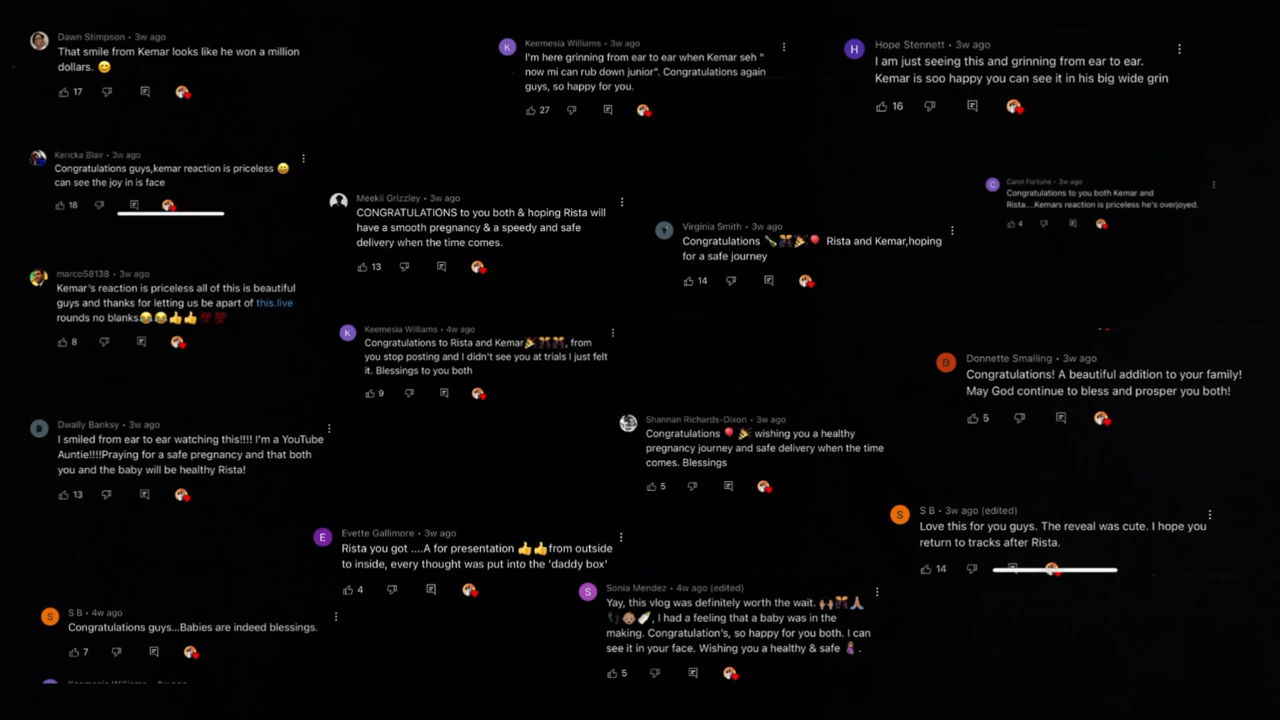 Dawn Stimpson • 3w ago
That smile from Kemar looks like he won a million
dollars. 😊
17
K
Keemesia Williams • 3w ago
I'm here grinning from ear to ear when Kemar seh "
now mi can rub down junior". Congratulations again
guys, so happy for you.
27
H
Hope Stennett • 3w ago
I am just seeing this and grinning from ear to ear.
Kemar is soo happy you can see it in his big wide grin
16
Kericka Blair • 3w ago
Congratulations guys,kemar reaction is priceless 😄
can see the joy in is face
18
Meekii Grizzley • 3w ago
CONGRATULATIONS to you both & hoping Rista will
have a smooth pregnancy & a speedy and safe
delivery when the time comes.
13
Virginia Smith • 3w ago
Congratulations 🍾🎊🎉🎈 Rista and Kemar,hoping
for a safe journey
14
C
Carol Fortune • 3w ago
Congratulations to you both Kemar and
Rista....Kemars reaction is priceless he's overjoyed.
4
marco58138 • 3w ago
Kemar's reaction is priceless all of this is beautiful
guys and thanks for letting us be apart of this.live
rounds no blanks😂😂👍👍💯💯
8
K
Keemesia Williams • 4w ago
Congratulations to Rista and Kemar🎉🎊🎊, from
you stop posting and I didn't see you at trials I just felt
it. Blessings to you both
9
D
Donnette Smalling • 3w ago
Congratulations! A beautiful addition to your family!
May God continue to bless and prosper you both!
5
D
Dwally Banksy • 3w ago
I smiled from ear to ear watching this!!!! I'm a YouTube
Auntie!!!!Praying for a safe pregnancy and that both
you and the baby will be healthy Rista!
13
Shannan Richards-Dixon • 3w ago
Congratulations 🎈 🎉 wishing you a healthy
pregnancy journey and safe delivery when the time
comes. Blessings
5
S
S B • 3w ago (edited)
Love this for you guys. The reveal was cute. I hope you
return to tracks after Rista.
14
E
Evette Gallimore • 3w ago
Rista you got ....A for presentation 👍👍from outside
to inside, every thought was put into the 'daddy box'
4
S
Sonia Mendez • 4w ago (edited)
Yay, this vlog was definitely worth the wait. 🙌🏽🎊🙏🏽
👣👶🏽🍼, I had a feeling that a baby was in the
making. Congratulation's, so happy for you both. I can
see it in your face. Wishing you a healthy & safe 🤰🏽.
5
S
S B • 4w ago
Congratulations guys...Babies are indeed blessings.
7
Keemesia Williams • 4w ago